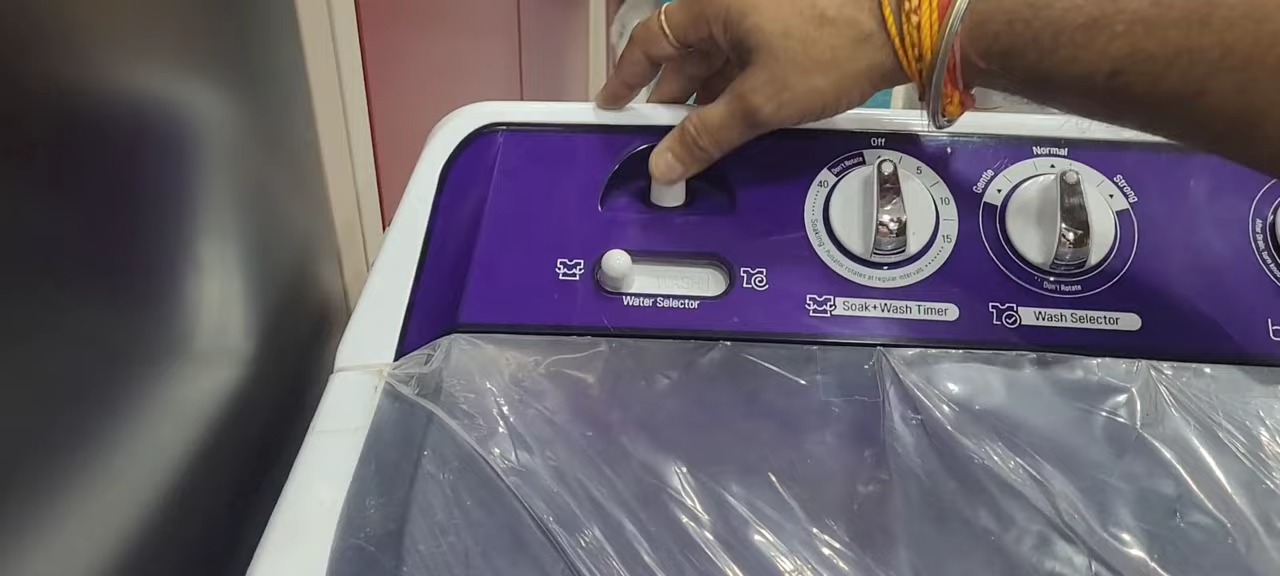 Off
Don't Rotate
5
10
15
40
Soaking: Pulsator rotates at regular intervals
Soak+Wash Timer
Normal
Gentle
Strong
Don't Rotate
Wash Selector
WASH
Water Selector